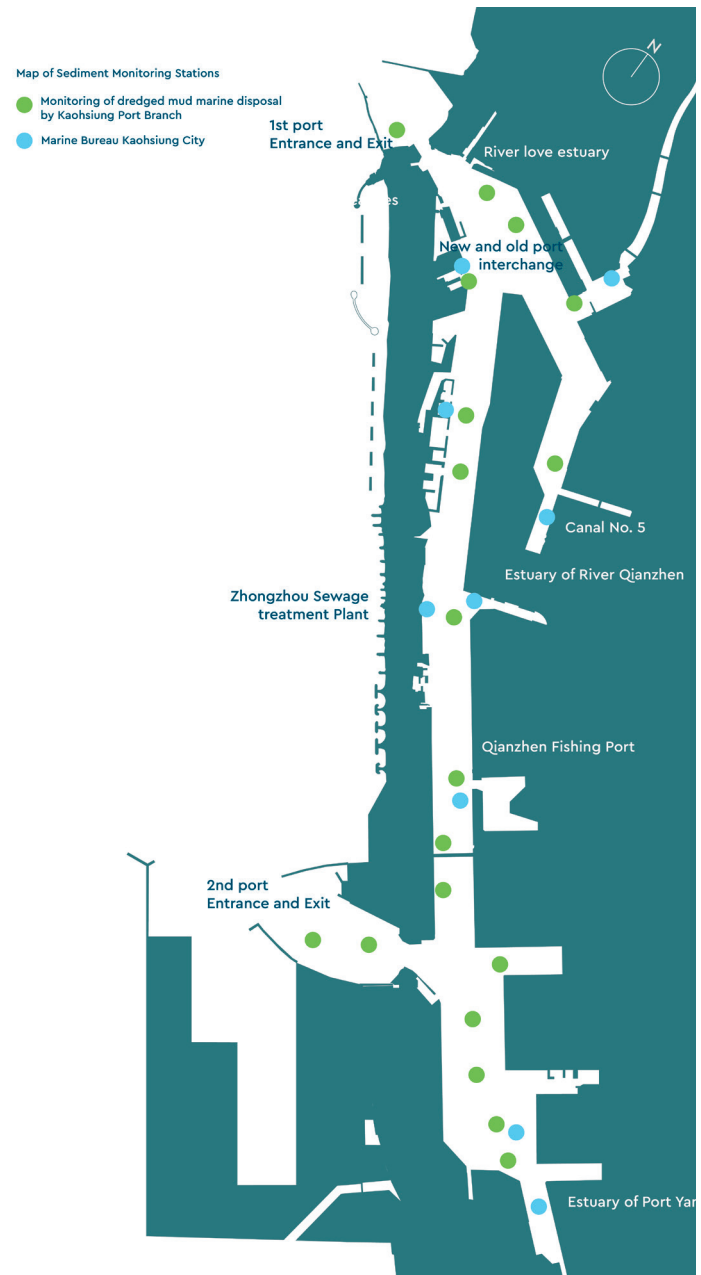 N
Map of Sediment Monitoring Stations
Monitoring of dredged mud marine disposal
by Kaohsiung Port Branch
Marine Bureau Kaohsiung City
1st port
Entrance and Exit
River love estuary
New and old port
interchange
Canal No. 5
Estuary of River Qianzhen
Zhongzhou Sewage
treatment Plant
Qianzhen Fishing Port
2nd port
Entrance and Exit
Estuary of Port Yan